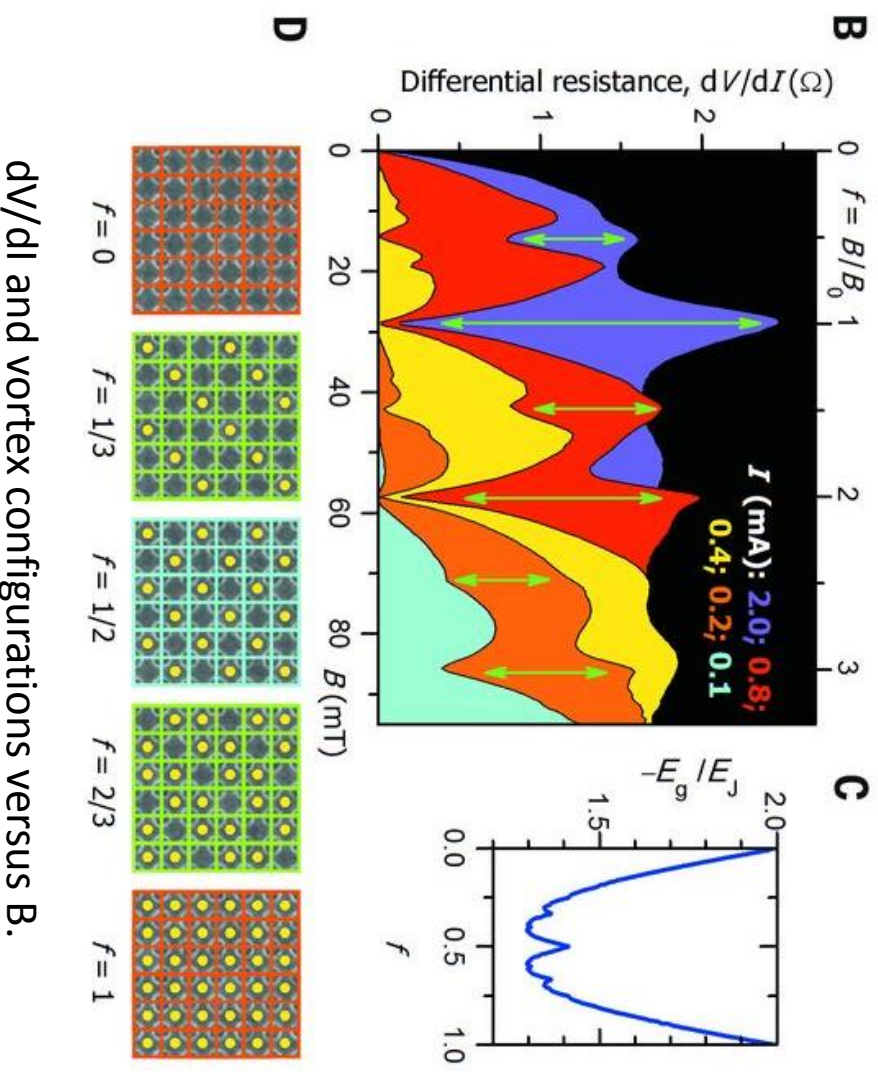 B
f = B/B0
0 1 2 3
Differential resistance, dV/dI (Ω)
2
1
0
I (mA): 2.0; 0.8;
0.4; 0.2; 0.1
0 20 40 60 80 B (mT)
C
−Eg /EJ
2.0
1.5
0.0 0.5 1.0
f
D
f = 0 f = 1/3 f = 1/2 f = 2/3 f = 1
dV/dI and vortex configurations versus B.